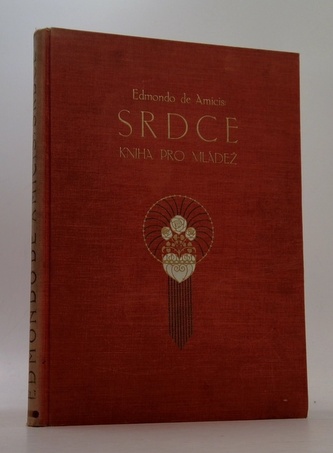 Edmondo de Amicis:
SRDCE
KNIHA PRO MLÁDEŽ
EDMONDO DE AMICIS